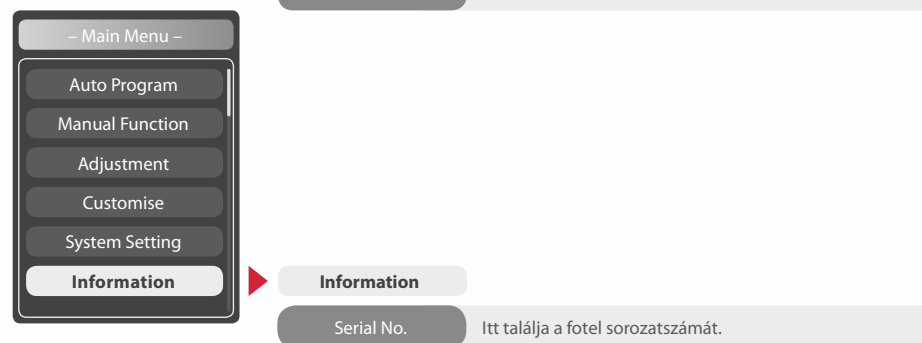 – Main Menu –
Auto Program
Manual Function
Adjustment
Customise
System Setting
Information
Information
Serial No.
Itt találja a fotel sorozatszámát.